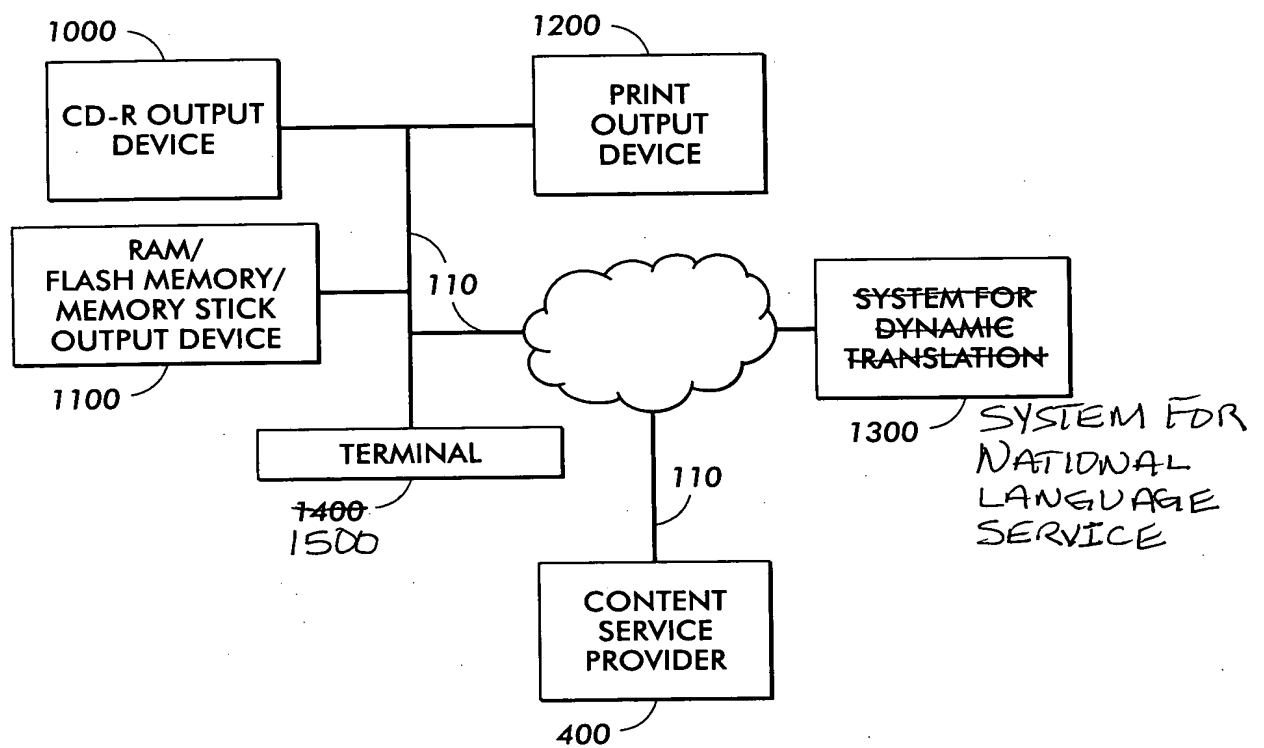 1000
CD-R OUTPUT
DEVICE
1200
PRINT
OUTPUT
DEVICE
RAM/
FLASH MEMORY/
MEMORY STICK
OUTPUT DEVICE
1100
110
SYSTEM FOR
DYNAMIC
TRANSLATION
1300
SYSTEM FOR
NATIONAL
LANGUAGE
SERVICE
TERMINAL
1400
1500
110
CONTENT
SERVICE
PROVIDER
400